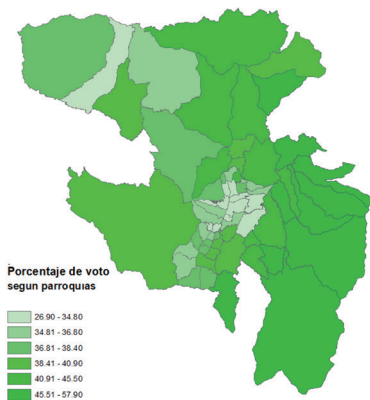 Porcentaje de voto
segun parroquias
26.90 - 34.80
34.81 - 36.80
36.81 - 38.40
38.41 - 40.90
40.91 - 45.50
45.51 - 57.90